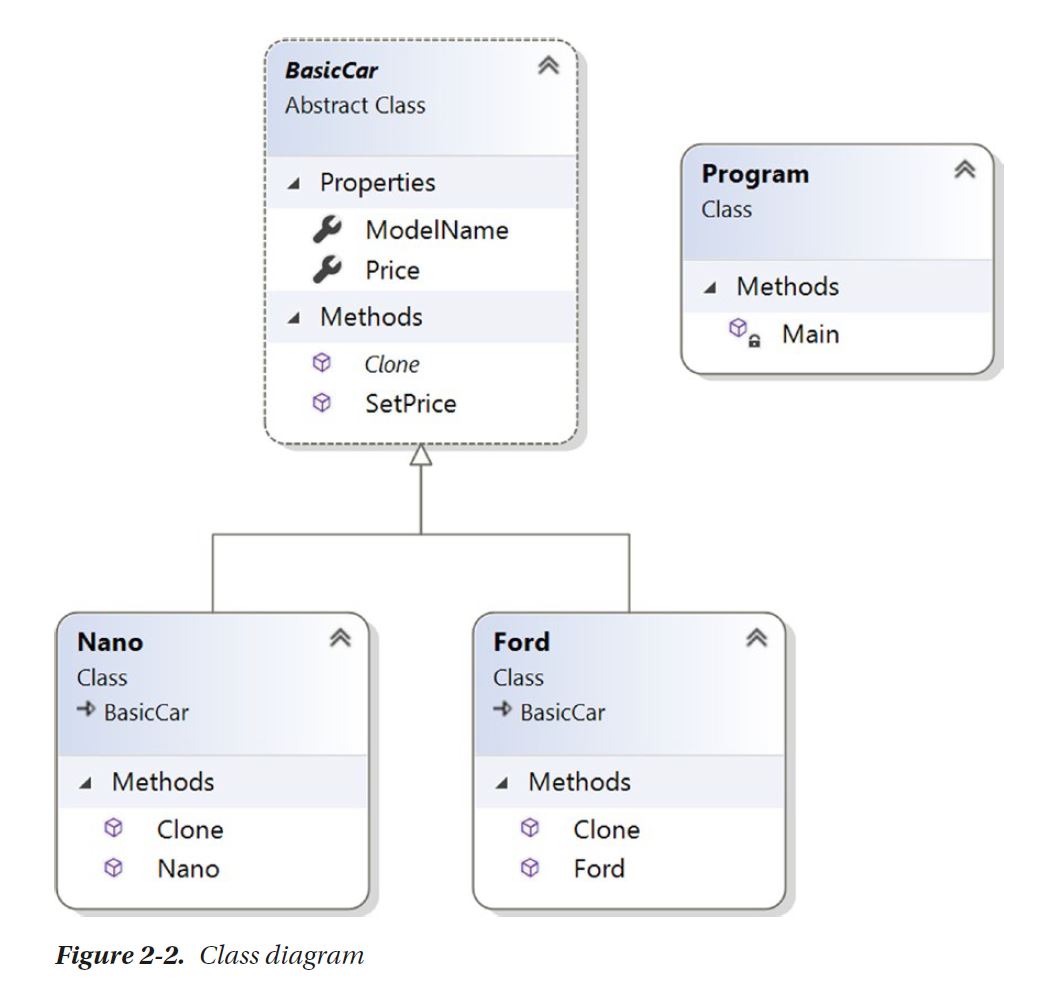 BasicCar
Abstract Class
Properties
ModelName
Price
Methods
Clone
SetPrice
Program
Class
Methods
Main
Nano
Class
BasicCar
Methods
Clone
Nano
Ford
Class
BasicCar
Methods
Clone
Ford
Figure 2-2. Class diagram